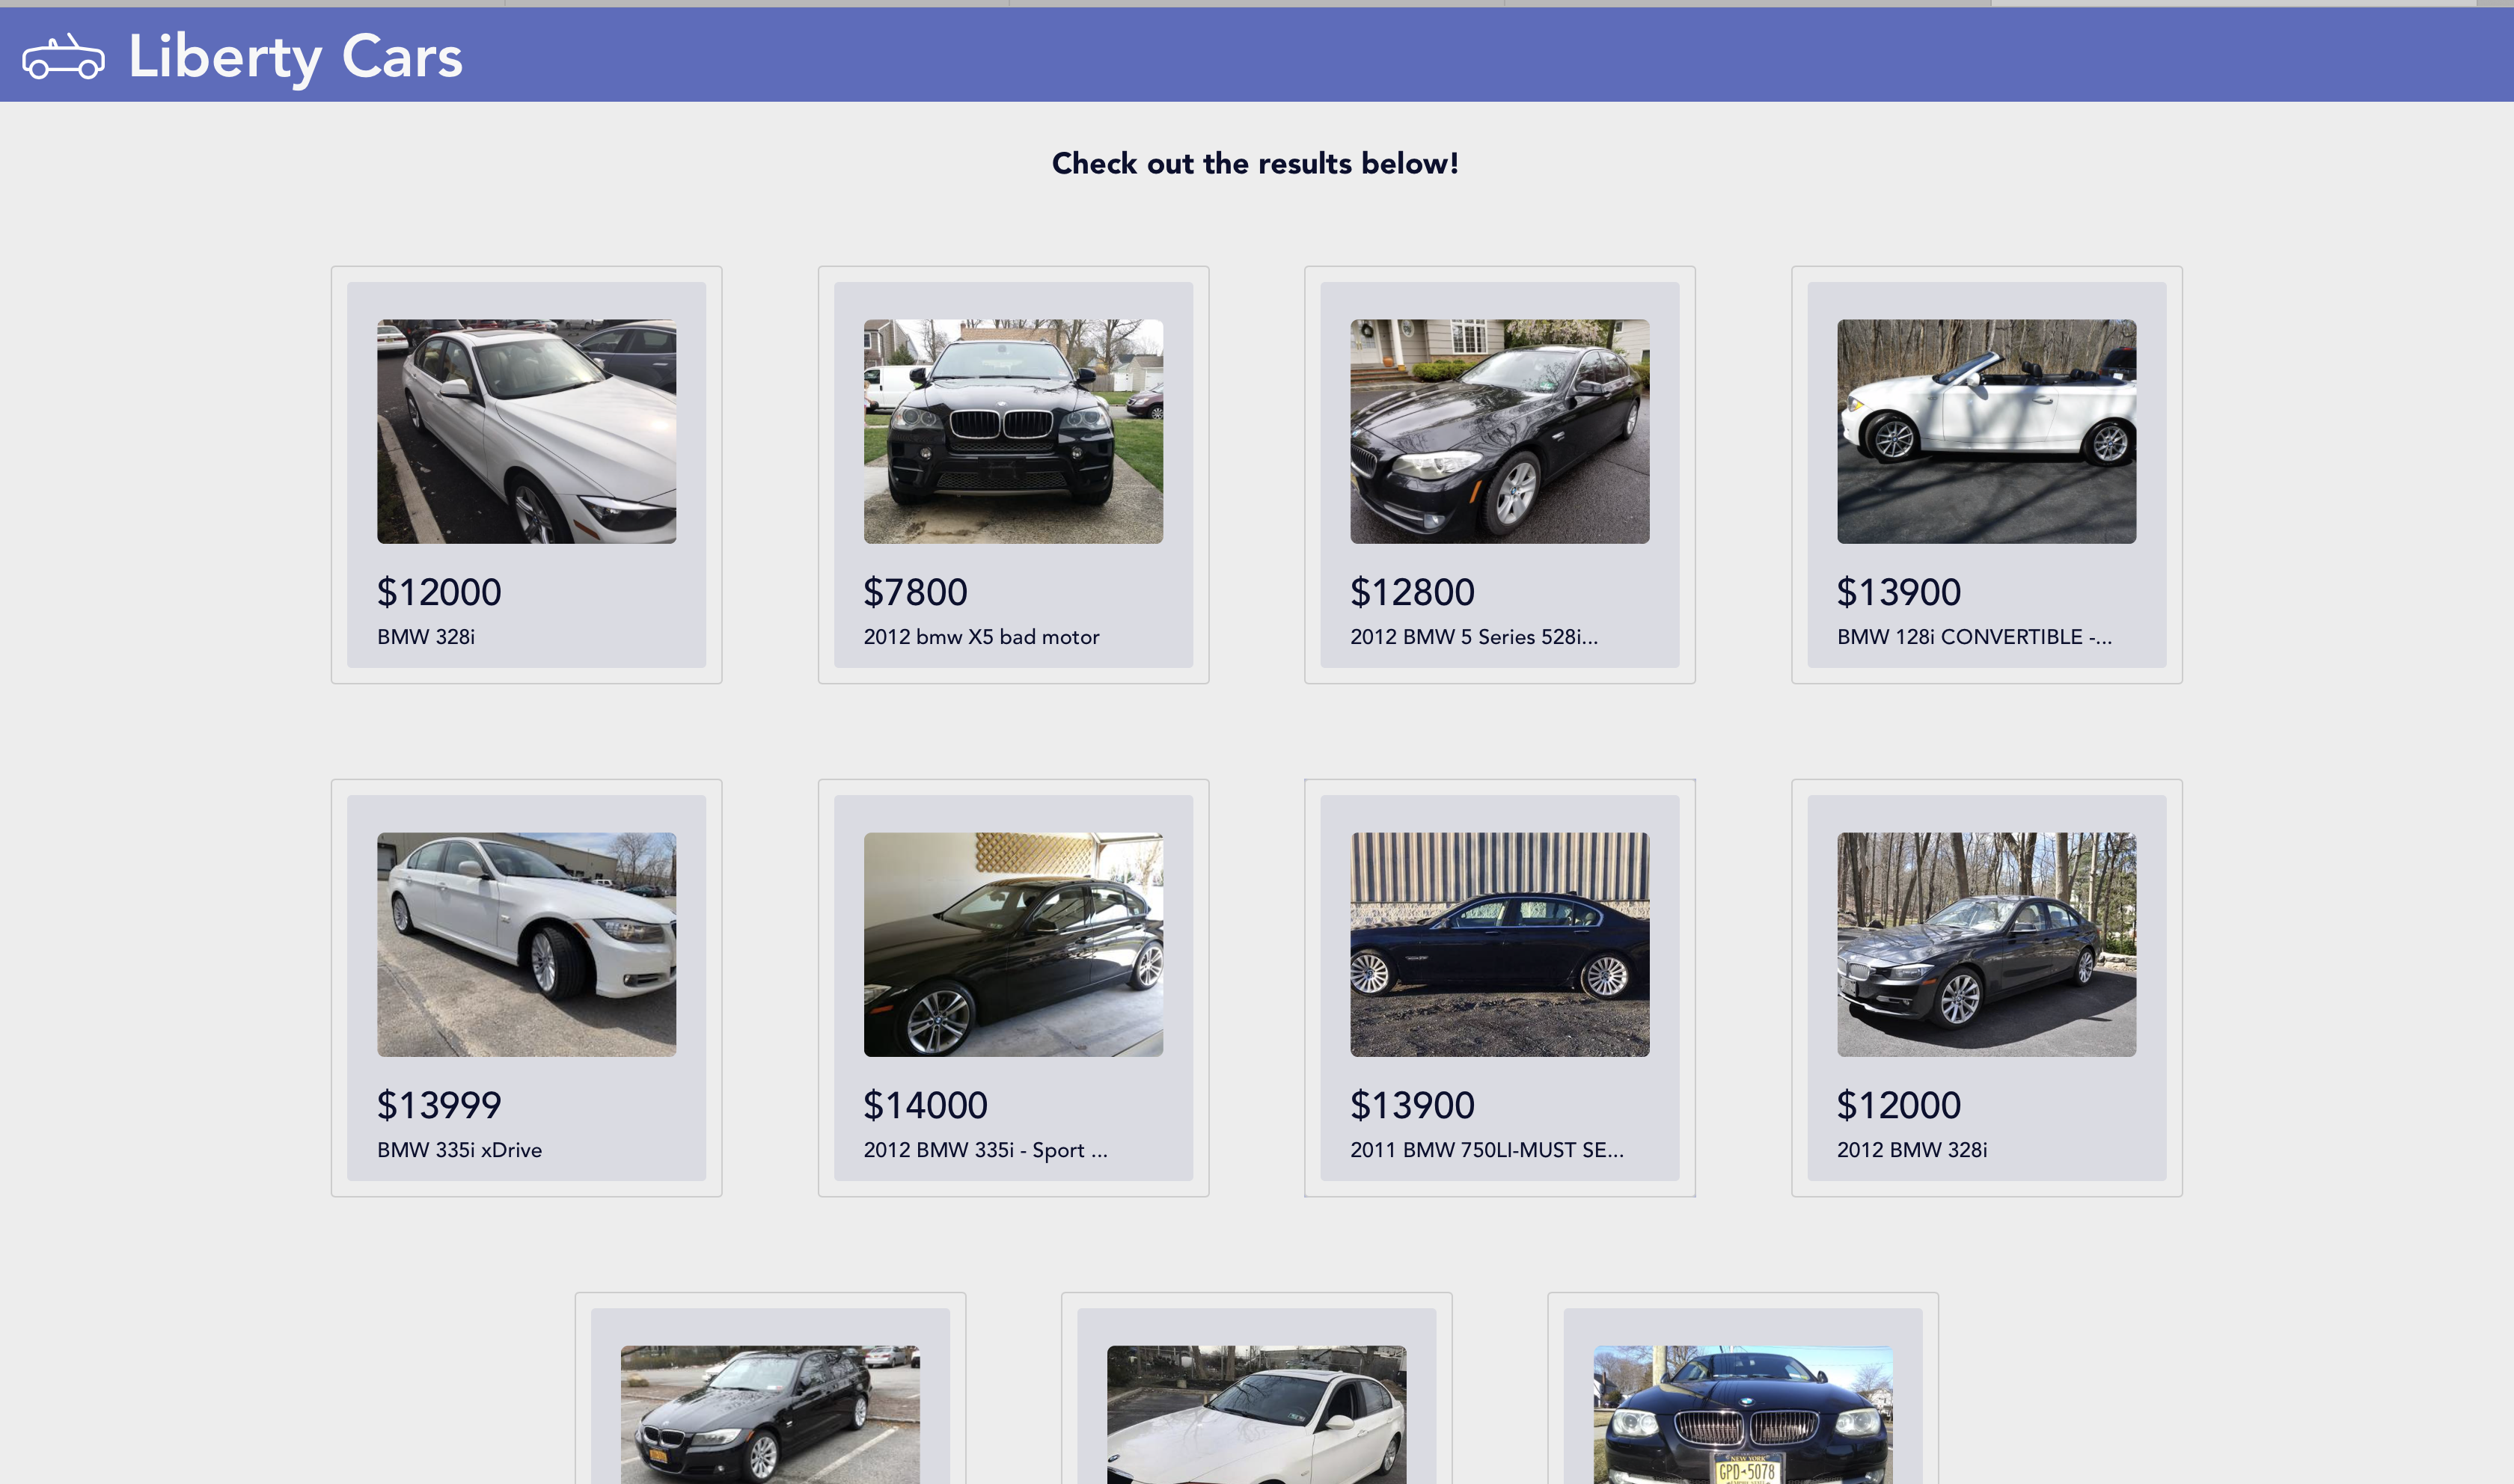 Liberty Cars
Check out the results below!
$12000
BMW 328i
$7800
2012 bmw X5 bad motor
$12800
2012 BMW 5 Series 528i...
$13900
BMW 128i CONVERTIBLE -...
$13999
BMW 335i xDrive
$14000
2012 BMW 335i - Sport ...
$13900
2011 BMW 750LI-MUST SE...
$12000
2012 BMW 328i
NEW YORK
GPD-5078